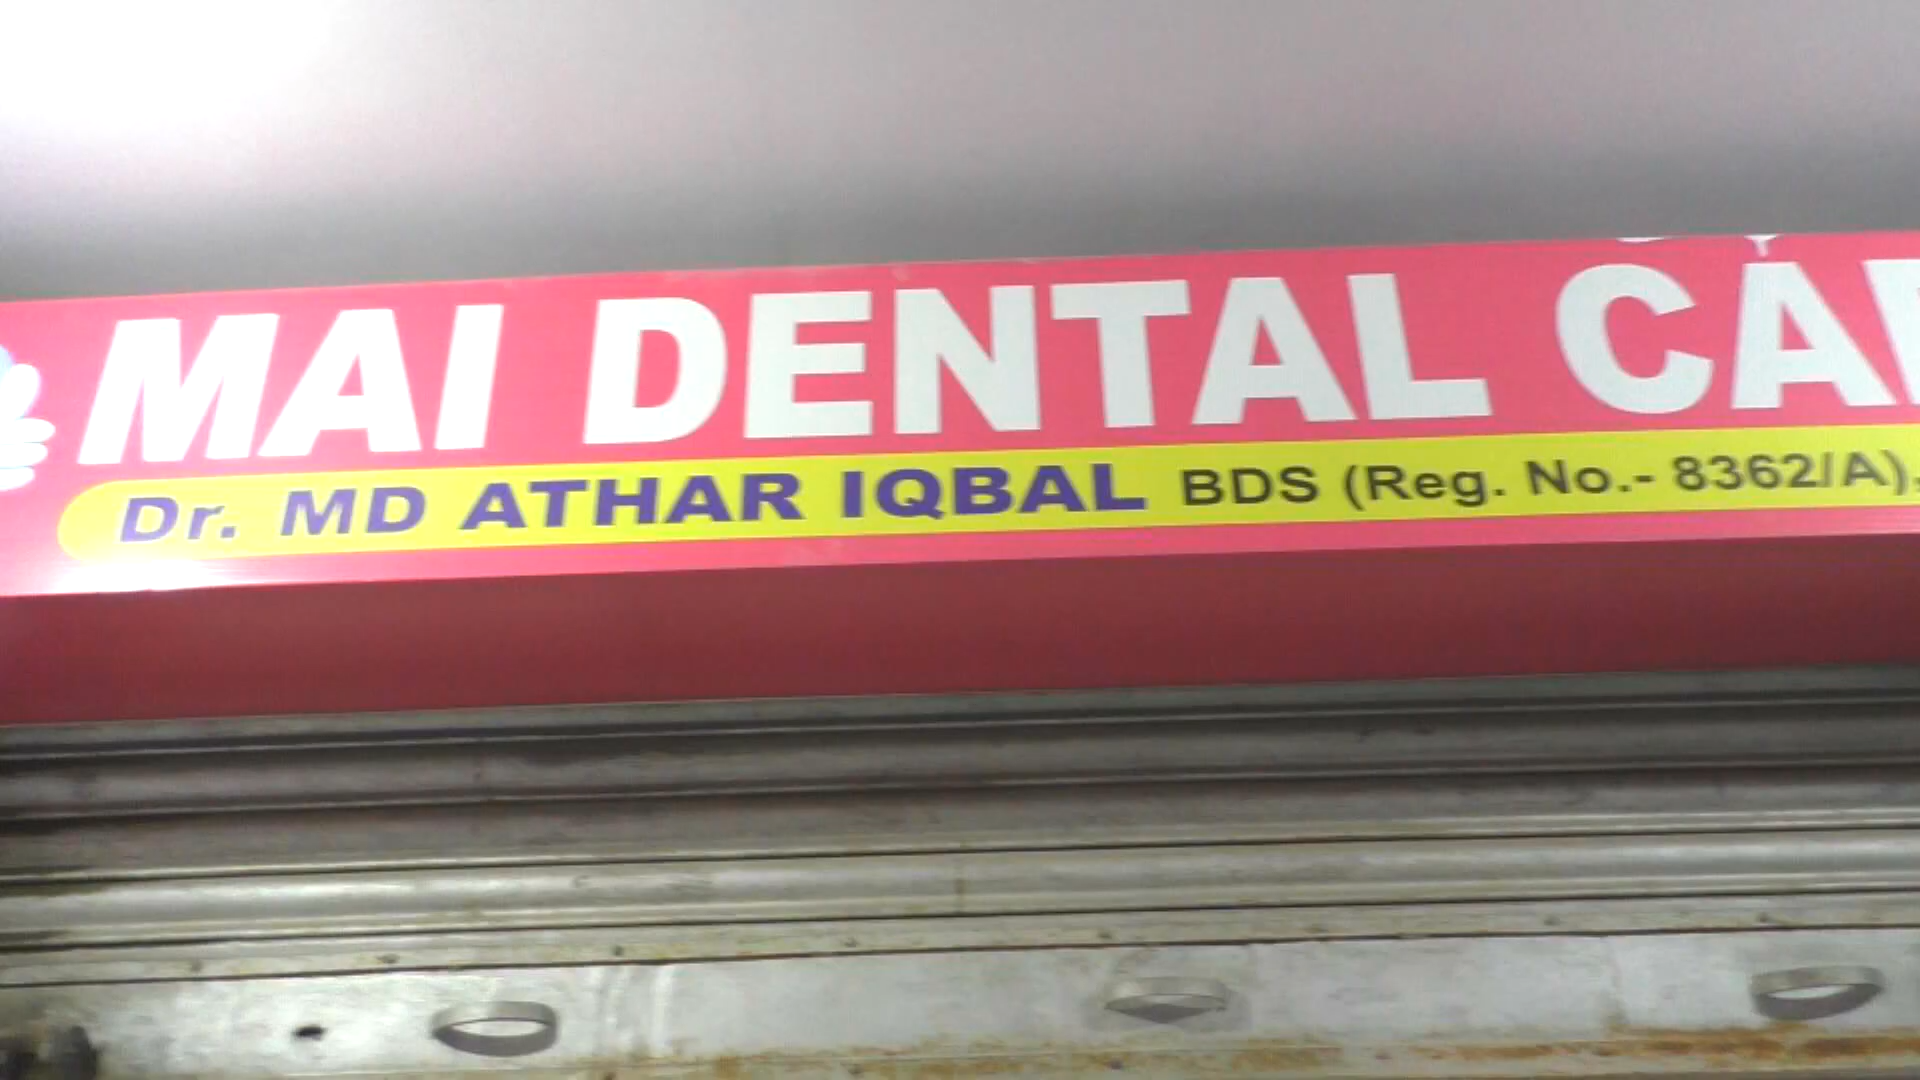 MAI DENTAL
Dr. MD ATHAR IQBAL BDS (Reg. No.- 8362/A),